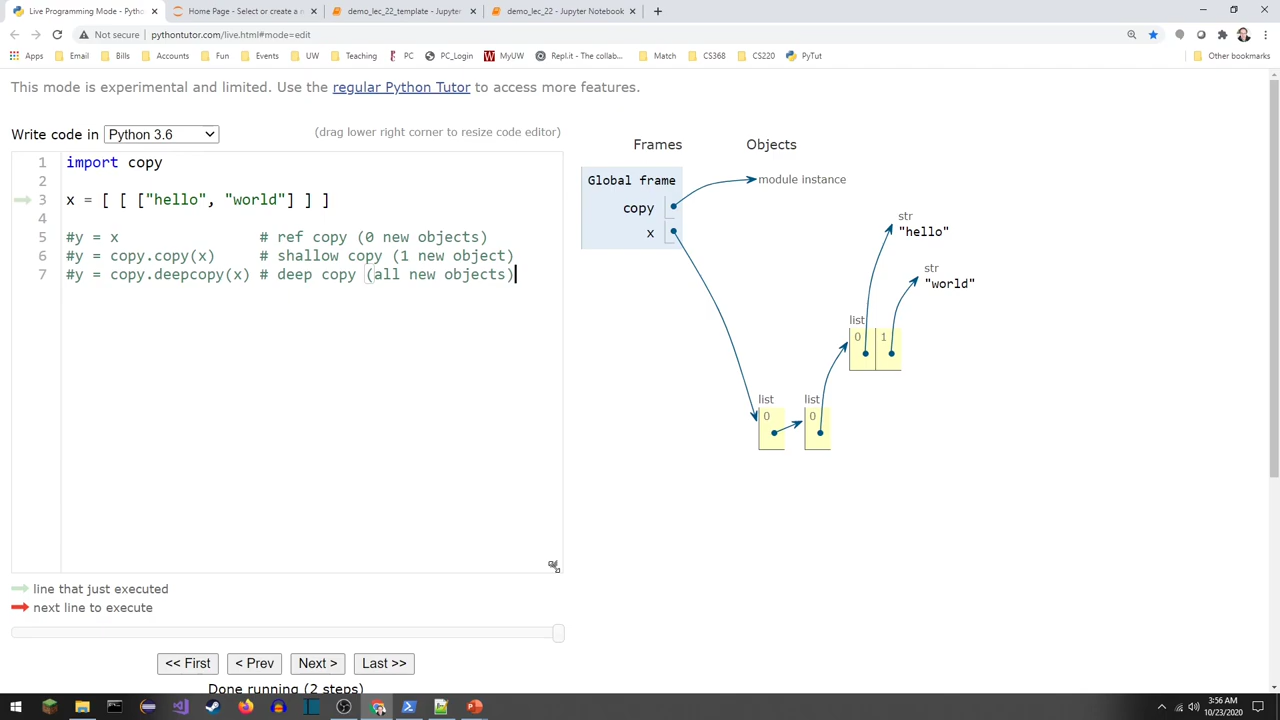 Live Programming Mode - Pytho
Home Page - Select or create a n
demo_lec_22_template - Jupyter
demo_lec_22 - Jupyter Notebook
Not secure | pythontutor.com/live.html#mode=edit
Apps Email Bills Accounts Fun Events UW Teaching PC PC_Login MyUW Repl.it - The collab... Match CS368 CS220 PyTut Other bookmarks
This mode is experimental and limited. Use the regular Python Tutor to access more features.
Write code in Python 3.6
(drag lower right corner to resize code editor)
1 import copy
2
3 x = [ [ ["hello", "world"] ] ]
4
5 #y = x # ref copy (0 new objects)
6 #y = copy.copy(x) # shallow copy (1 new object)
7 #y = copy.deepcopy(x) # deep copy (all new objects)
line that just executed
next line to execute
<< First < Prev Next > Last >>
Done running (2 steps)
Frames Objects
Global frame
copy
x
module instance
str
"hello"
str
"world"
list
0 1
list
0
list
0
3:56 AM
10/23/2020